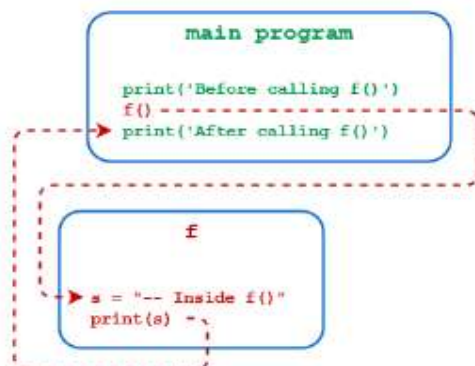 main program
print('Before calling f()')
f()
print('After calling f()')
f
s = "-- Inside f()"
print(s)